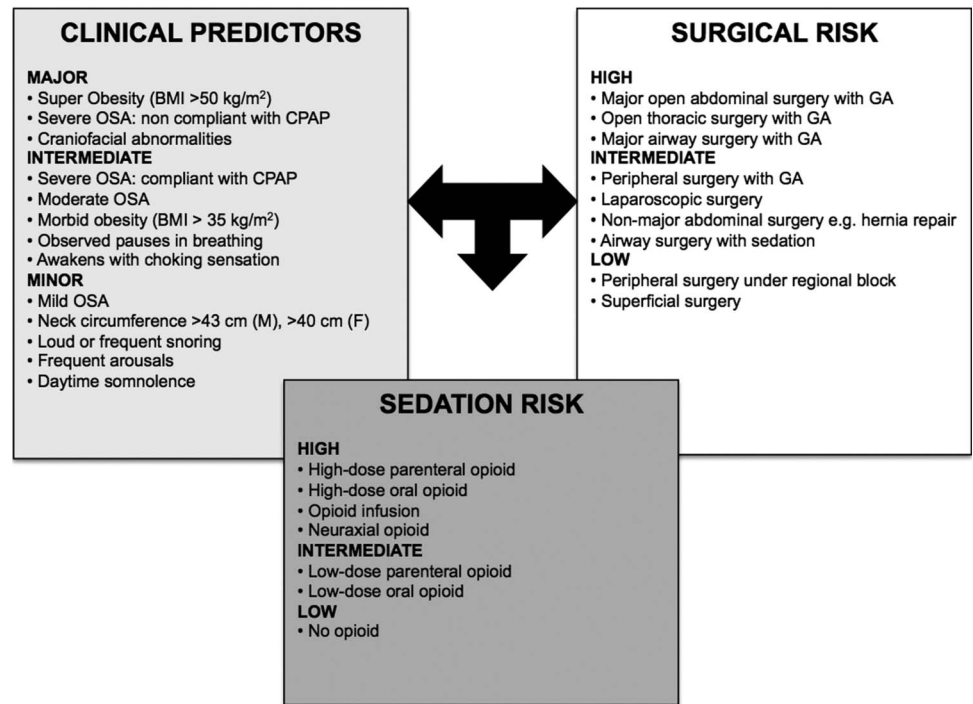 CLINICAL PREDICTORS
MAJOR
• Super Obesity (BMI >50 kg/m²)
• Severe OSA: non compliant with CPAP
• Craniofacial abnormalities
INTERMEDIATE
• Severe OSA: compliant with CPAP
• Moderate OSA
• Morbid obesity (BMI > 35 kg/m²)
• Observed pauses in breathing
• Awakens with choking sensation
MINOR
• Mild OSA
• Neck circumference >43 cm (M), >40 cm (F)
• Loud or frequent snoring
• Frequent arousals
• Daytime somnolence
SURGICAL RISK
HIGH
• Major open abdominal surgery with GA
• Open thoracic surgery with GA
• Major airway surgery with GA
INTERMEDIATE
• Peripheral surgery with GA
• Laparoscopic surgery
• Non-major abdominal surgery e.g. hernia repair
• Airway surgery with sedation
LOW
• Peripheral surgery under regional block
• Superficial surgery
SEDATION RISK
HIGH
• High-dose parenteral opioid
• High-dose oral opioid
• Opioid infusion
• Neuraxial opioid
INTERMEDIATE
• Low-dose parenteral opioid
• Low-dose oral opioid
LOW
• No opioid